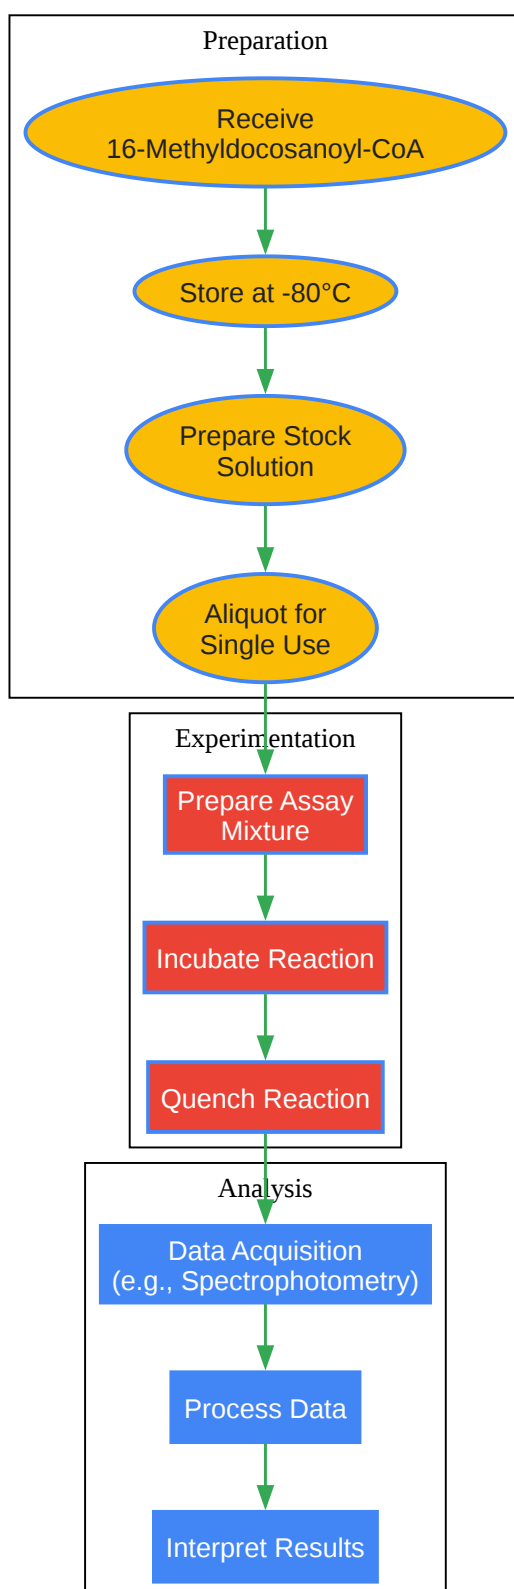 Preparation
Receive
16-Methyldocosanoyl-CoA
Store at -80°C
Prepare Stock
Solution
Aliquot for
Single Use
Experimentation
Prepare Assay
Mixture
Incubate Reaction
Quench Reaction
Analysis
Data Acquisition
(e.g., Spectrophotometry)
Process Data
Interpret Results